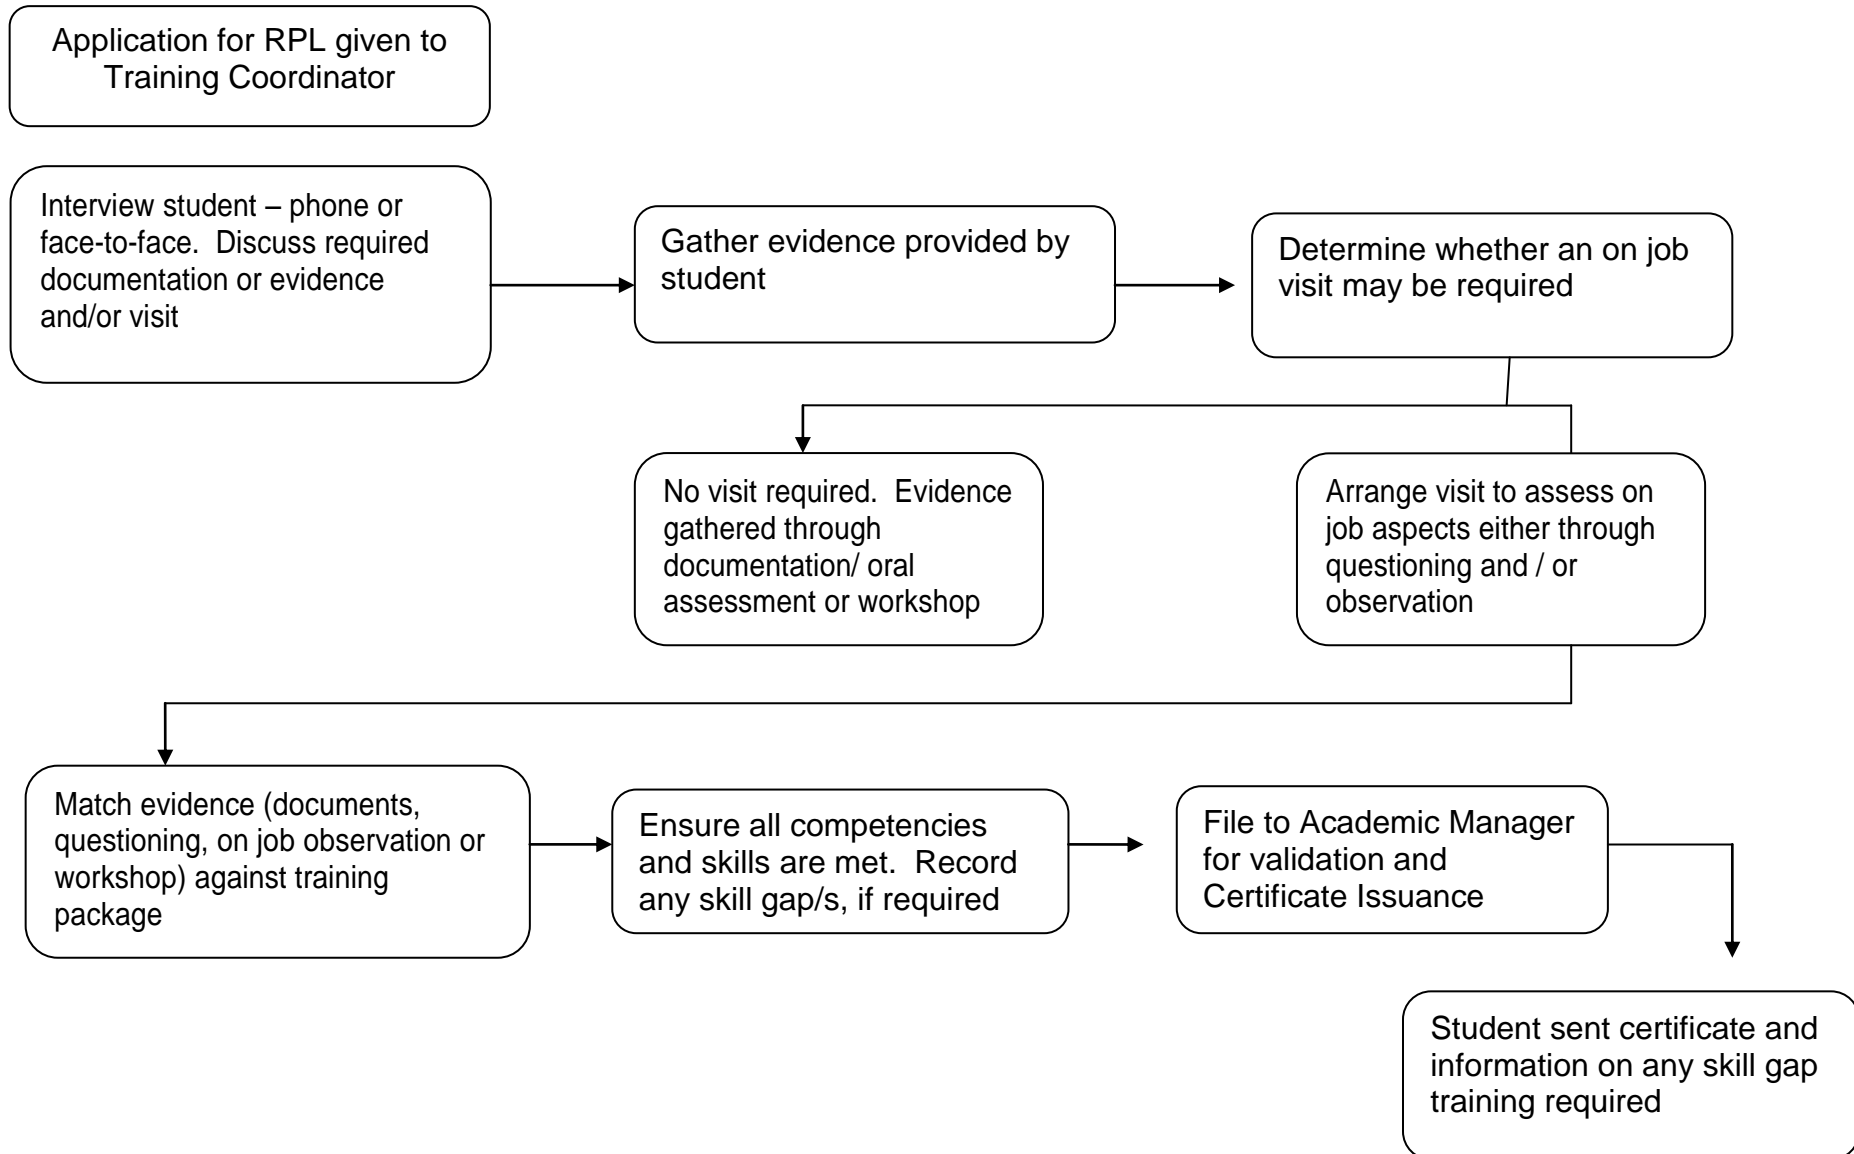 Application for RPL given to
Training Coordinator
Interview student – phone or
face-to-face.  Discuss required
documentation or evidence
and/or visit
Gather evidence provided by
student
Determine whether an on job
visit may be required
No visit required.  Evidence
gathered through
documentation/ oral
assessment or workshop
Arrange visit to assess on
job aspects either through
questioning and / or
observation
Match evidence (documents,
questioning, on job observation or
workshop) against training
package
Ensure all competencies
and skills are met.  Record
any skill gap/s, if required
File to Academic Manager
for validation and
Certificate Issuance
Student sent certificate and
information on any skill gap
training required